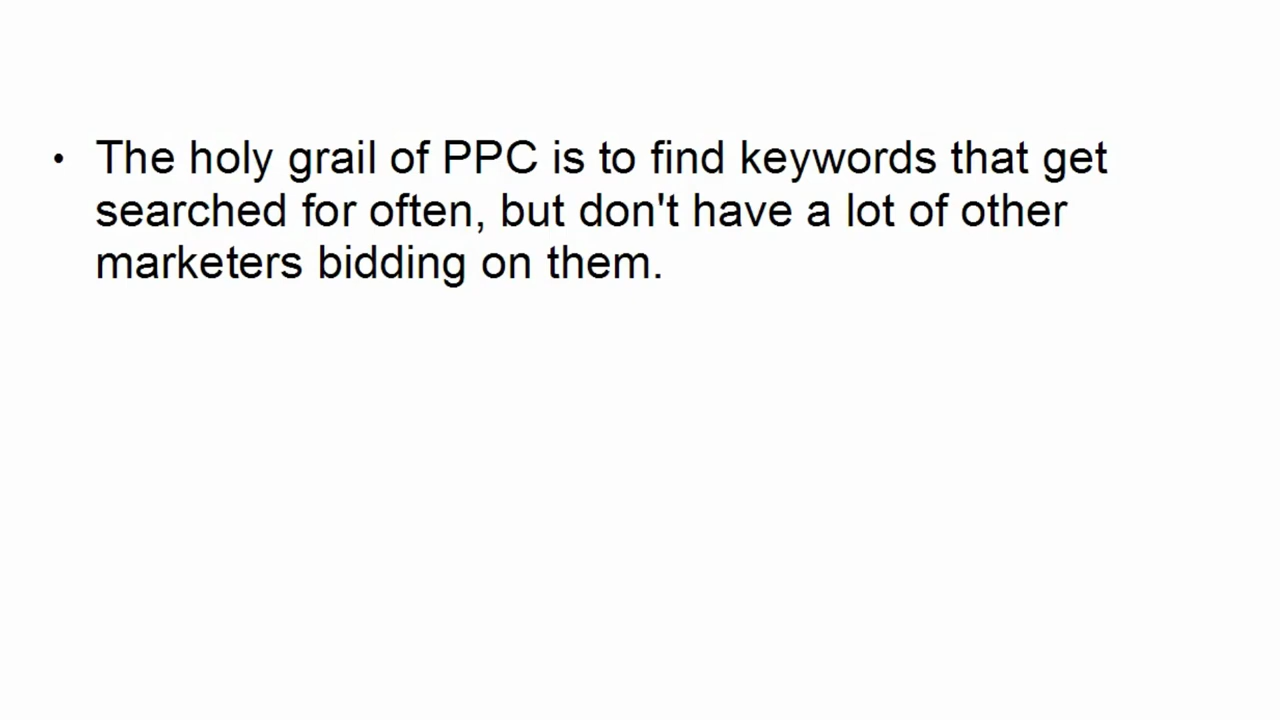 • The holy grail of PPC is to find keywords that get
searched for often, but don't have a lot of other
marketers bidding on them.